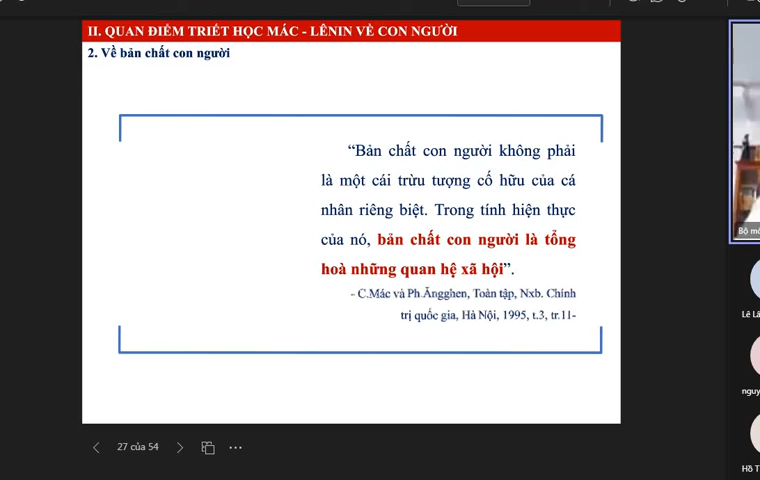 II. QUAN ĐIỂM TRIẾT HỌC MÁC - LÊNIN VỀ CON NGƯỜI
2. Về bản chất con người
“Bản chất con người không phải
là một cái trừu tượng cố hữu của cá
nhân riêng biệt. Trong tính hiện thực
của nó, bản chất con người là tổng
hoà những quan hệ xã hội”.
- C.Mác và Ph.Ăngghen, Toàn tập, Nxb. Chính
trị quốc gia, Hà Nội, 1995, t.3, tr.11-
27 của 54
Bộ
Lê
Hồ